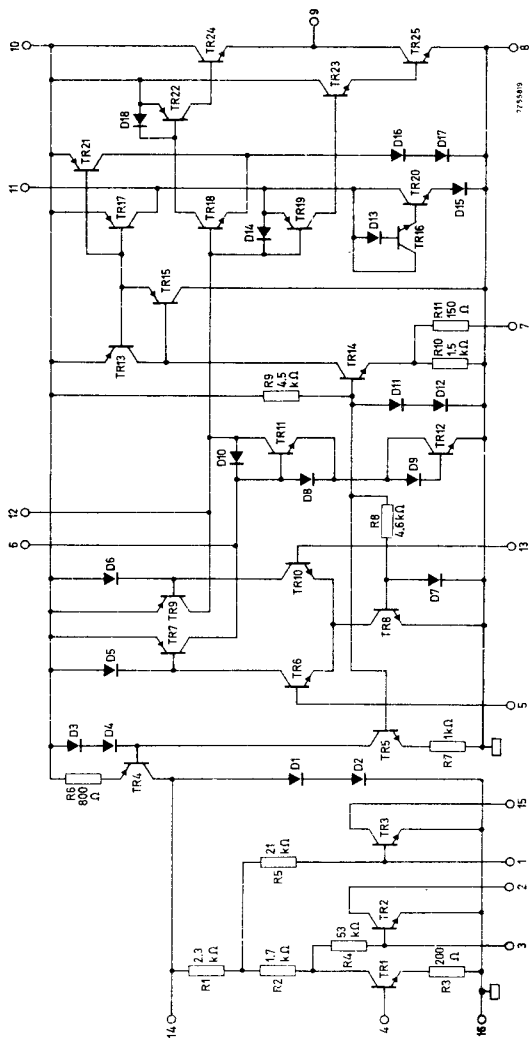 10
11
12
6
14
9
R6
800
Ω
D3
D4
TR4
D5
TR7
TR9
D6
TR13
TR15
TR17
TR21
D18
TR22
TR24
TR18
D14
TR19
TR23
TR25
R1
2.3
kΩ
R2
1.7
kΩ
R5
21
kΩ
R4
53
kΩ
D1
D2
TR6
TR10
D10
TR11
D8
R9
4.5
kΩ
TR14
D13
TR16
TR20
D16
D17
D15
4
TR1
TR2
TR3
R3
200
Ω
TR5
R7
1kΩ
TR8
R8
4.6kΩ
D7
D9
TR12
D11
D12
R10
1.5
kΩ
R11
150
Ω
16
3
2
1
15
5
13
7
8
7Z55819